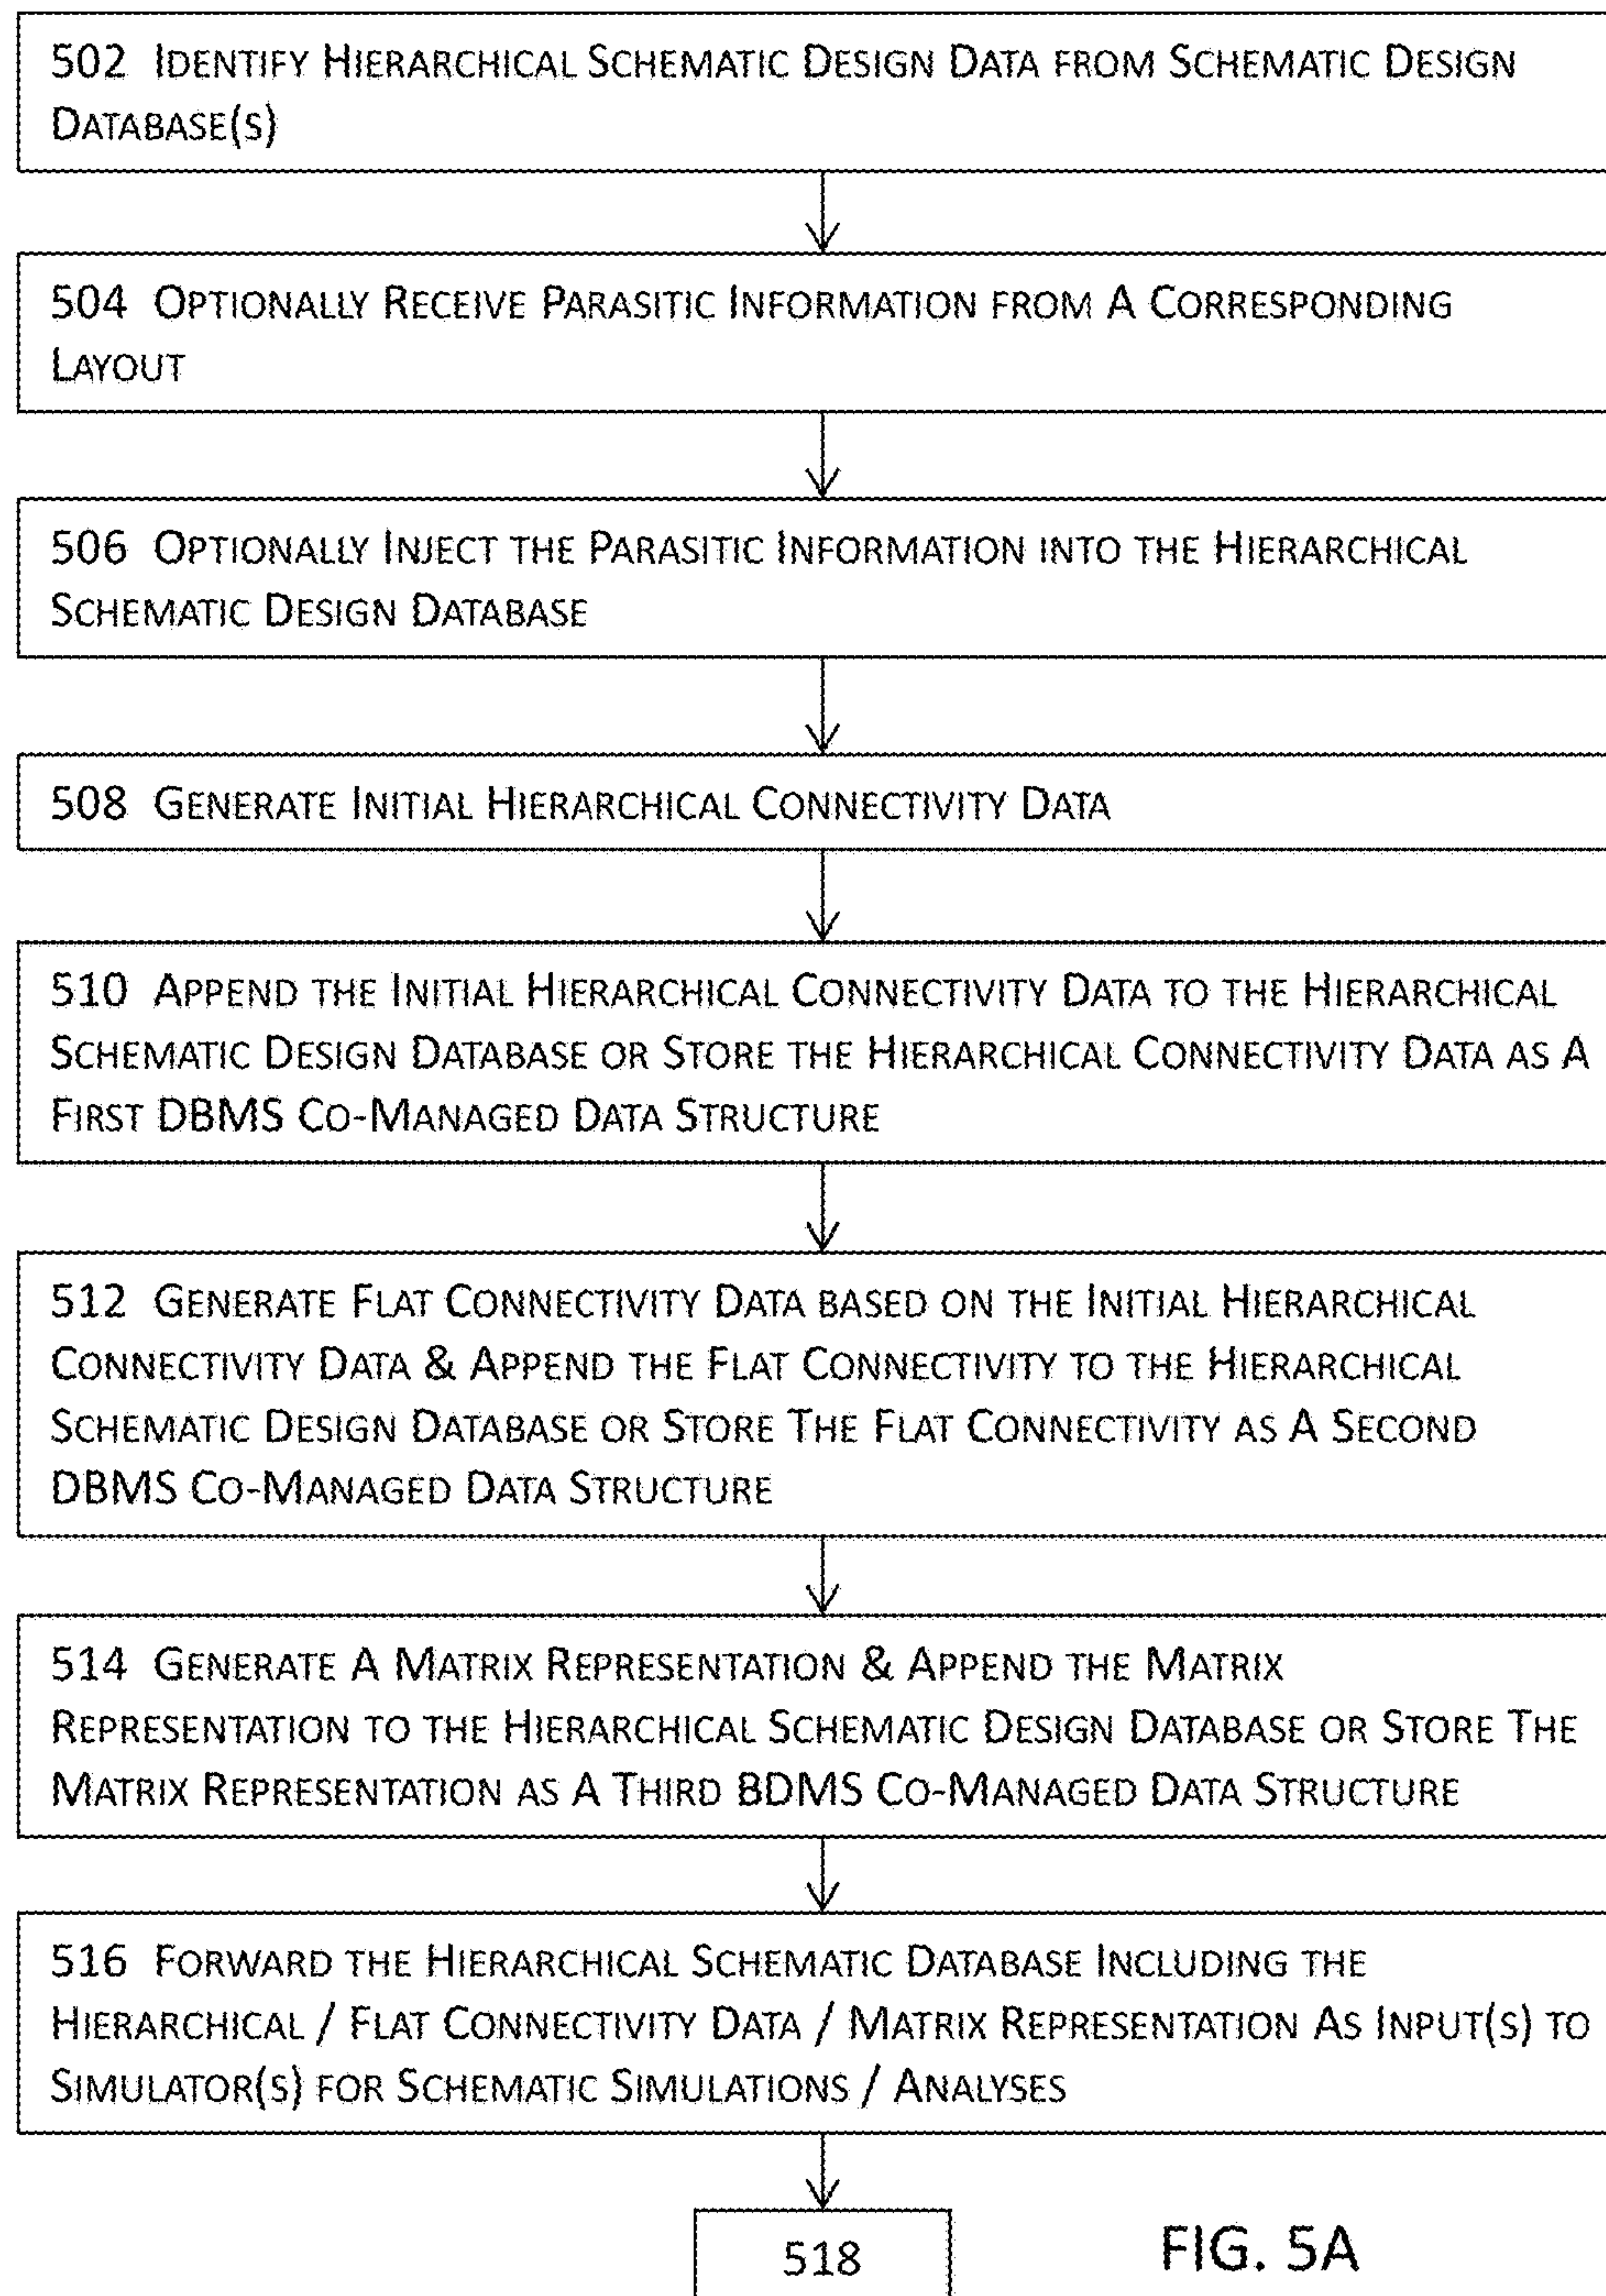 502 IDENTIFY HIERARCHICAL SCHEMATIC DESIGN DATA FROM SCHEMATIC DESIGN
DATABASE(S)
504 OPTIONALLY RECEIVE PARASITIC INFORMATION FROM A CORRESPONDING
LAYOUT
506 OPTIONALLY INJECT THE PARASITIC INFORMATION INTO THE HIERARCHICAL
SCHEMATIC DESIGN DATABASE
508 GENERATE INITIAL HIERARCHICAL CONNECTIVITY DATA
510 APPEND THE INITIAL HIERARCHICAL CONNECTIVITY DATA TO THE HIERARCHICAL
SCHEMATIC DESIGN DATABASE OR STORE THE HIERARCHICAL CONNECTIVITY DATA AS A
FIRST DBMS CO-MANAGED DATA STRUCTURE
512 GENERATE FLAT CONNECTIVITY DATA BASED ON THE INITIAL HIERARCHICAL
CONNECTIVITY DATA & APPEND THE FLAT CONNECTIVITY TO THE HIERARCHICAL
SCHEMATIC DESIGN DATABASE OR STORE THE FLAT CONNECTIVITY AS A SECOND
DBMS CO-MANAGED DATA STRUCTURE
514 GENERATE A MATRIX REPRESENTATION & APPEND THE MATRIX
REPRESENTATION TO THE HIERARCHICAL SCHEMATIC DESIGN DATABASE OR STORE THE
MATRIX REPRESENTATION AS A THIRD BDMS CO-MANAGED DATA STRUCTURE
516 FORWARD THE HIERARCHICAL SCHEMATIC DATABASE INCLUDING THE
HIERARCHICAL / FLAT CONNECTIVITY DATA / MATRIX REPRESENTATION AS INPUT(S) TO
SIMULATOR(S) FOR SCHEMATIC SIMULATIONS / ANALYSES
518
FIG. 5A